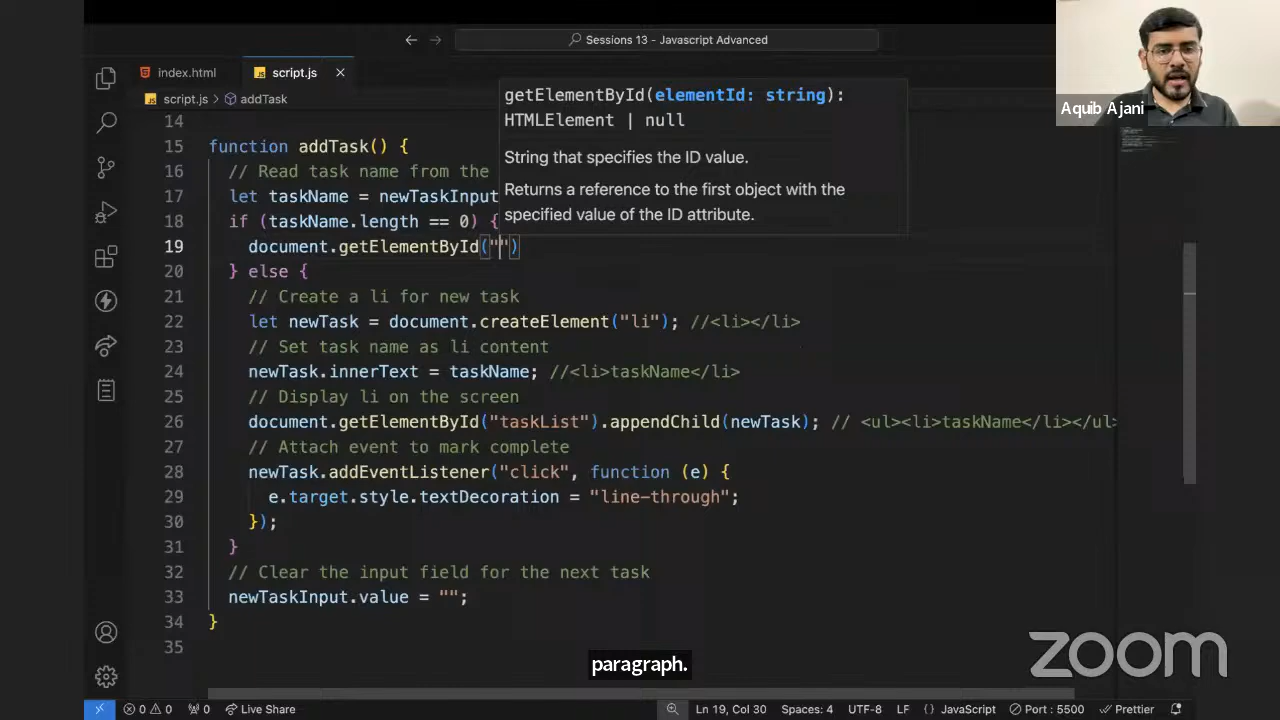 Sessions 13 - Javascript Advanced
index.html
script.js
script.js > addTask
Aquib Ajani
getElementById(elementId: string):
HTMLElement | null
String that specifies the ID value.
Returns a reference to the first object with the
specified value of the ID attribute.
14
15 function addTask() {
16 // Read task name from the
17 let taskName = newTaskInput
18 if (taskName.length == 0) {
19 document.getElementById("")
20 } else {
21 // Create a li for new task
22 let newTask = document.createElement("li"); //<li></li>
23 // Set task name as li content
24 newTask.innerText = taskName; //<li>taskName</li>
25 // Display li on the screen
26 document.getElementById("taskList").appendChild(newTask); // <ul><li>taskName</li></ul>
27 // Attach event to mark complete
28 newTask.addEventListener("click", function (e) {
29 e.target.style.textDecoration = "line-through";
30 });
31 }
32 // Clear the input field for the next task
33 newTaskInput.value = "";
34 }
35
zoom
paragraph.
0 0 0 Live Share Ln 19, Col 30 Spaces: 4 UTF-8 LF {} JavaScript Port : 5500 Prettier